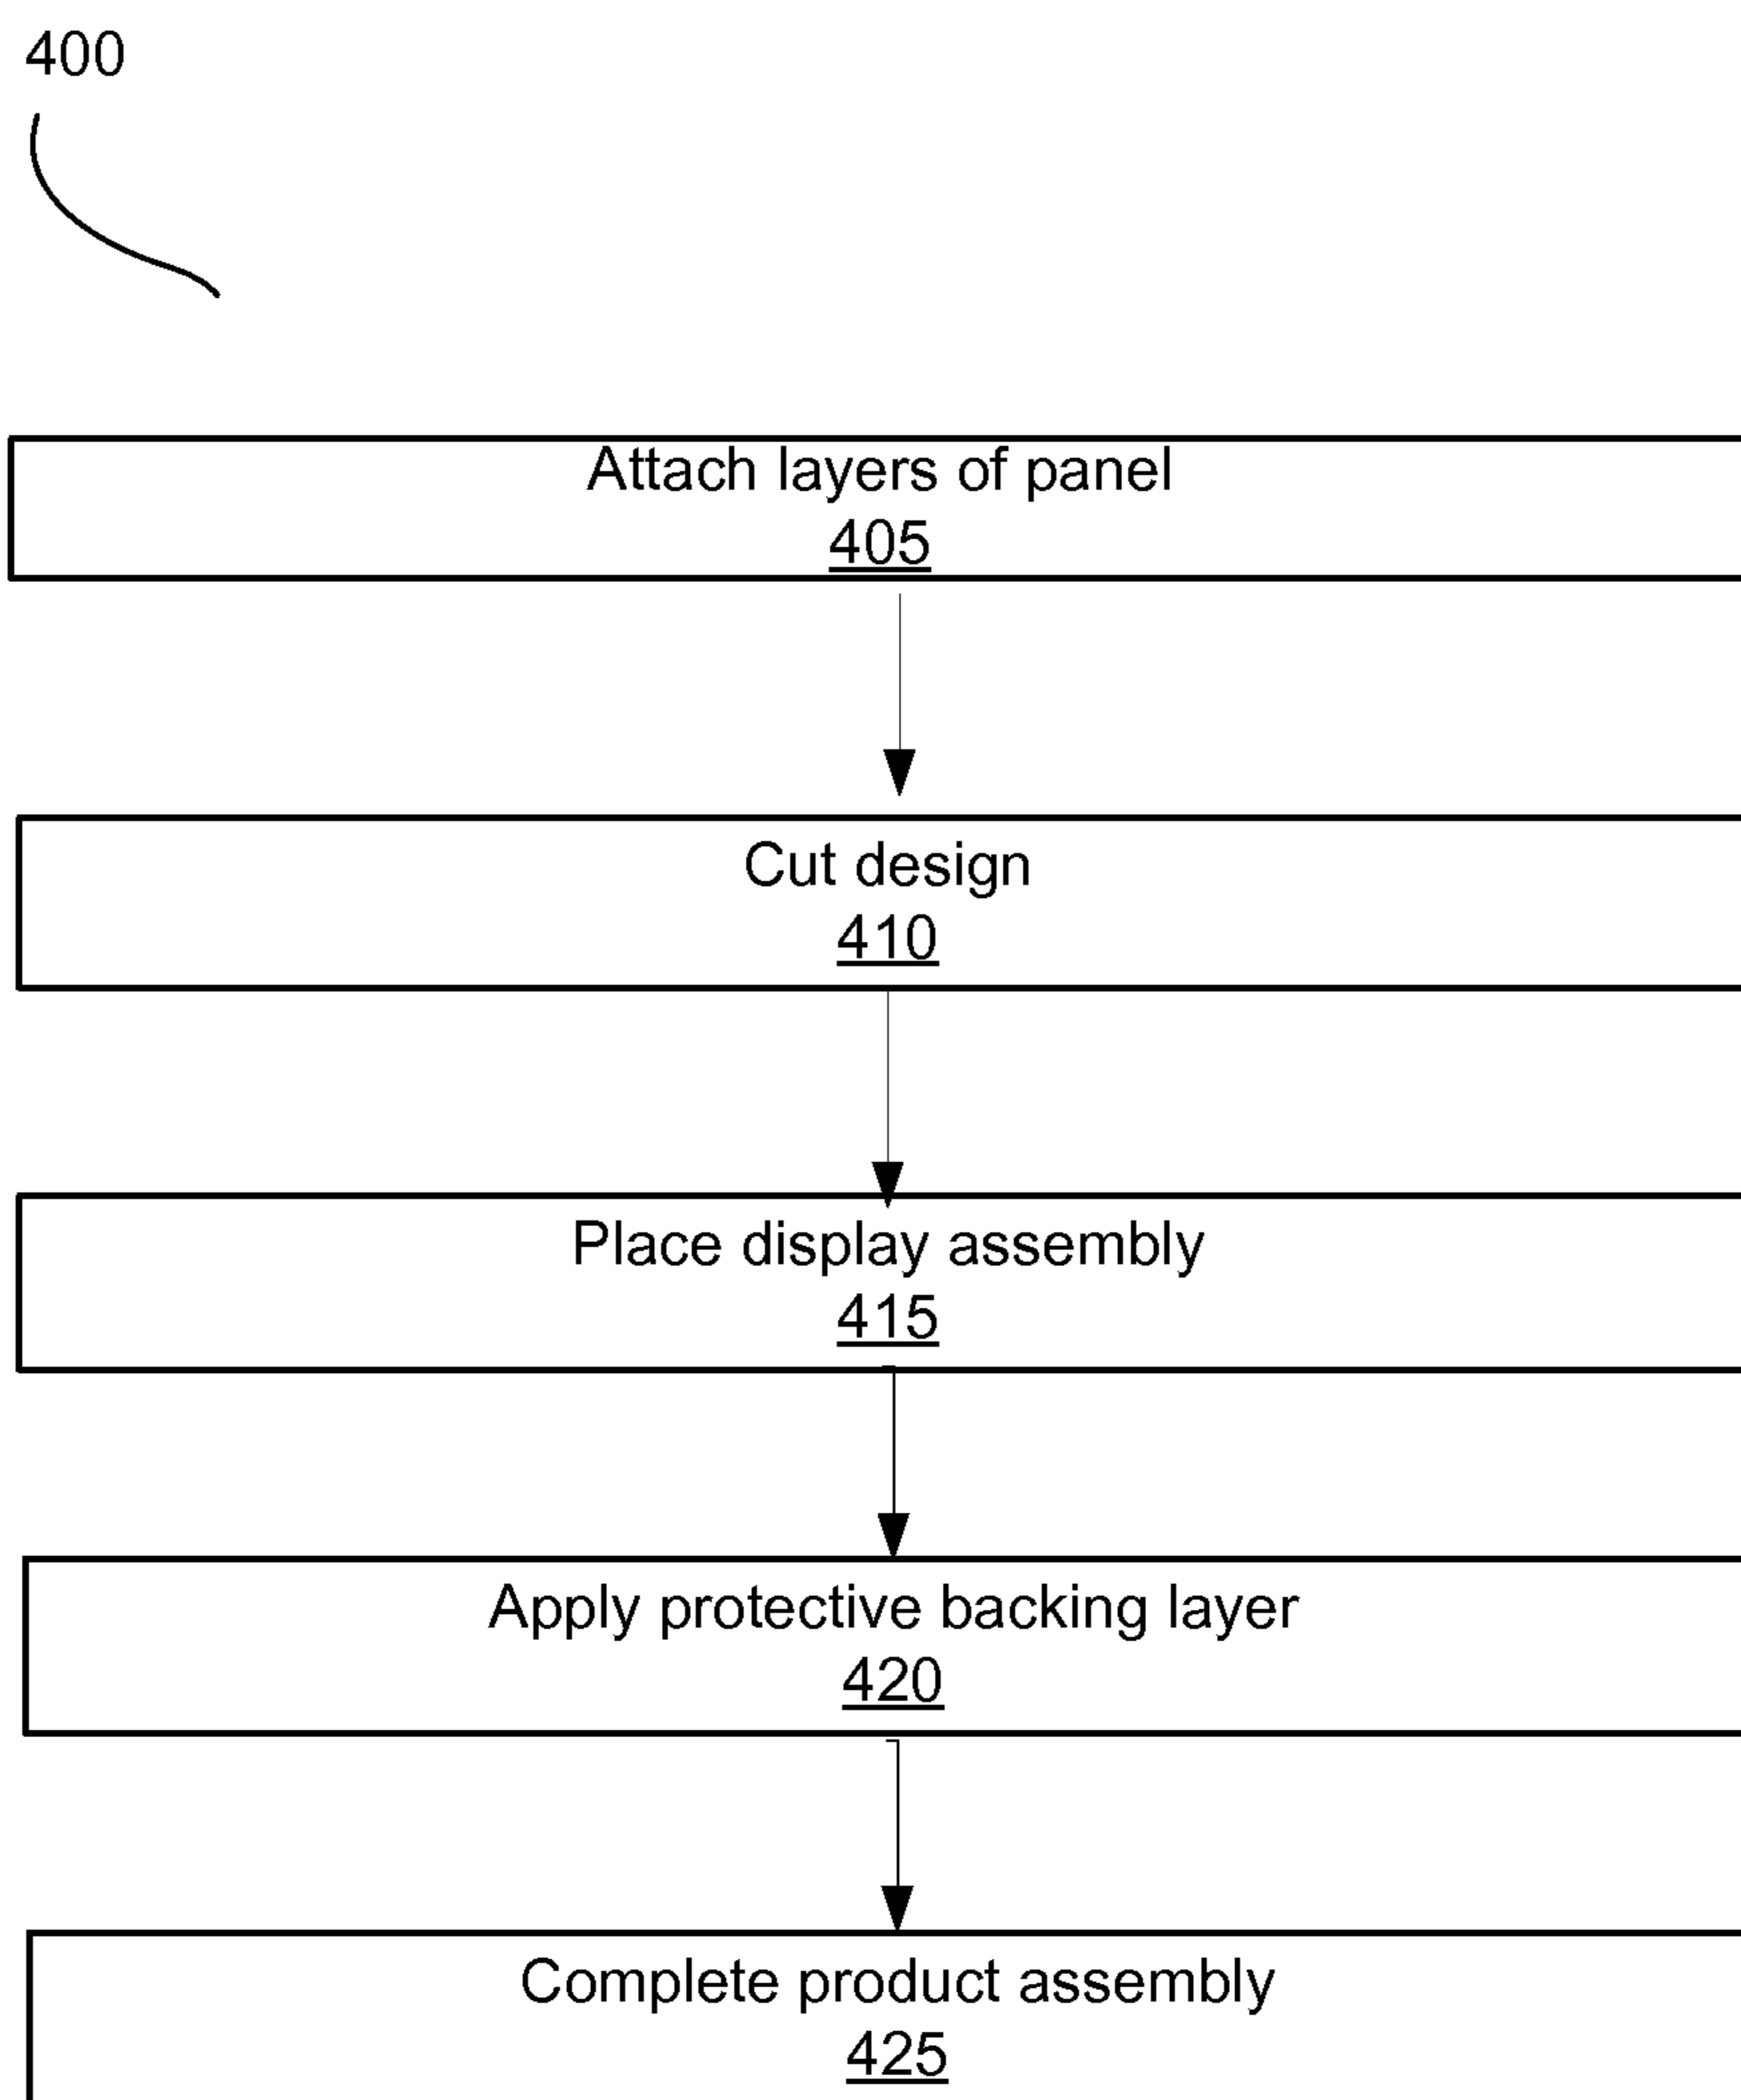 400
Attach layers of panel
405
Cut design
410
Place display assembly
415
Apply protective backing layer
420
Complete product assembly
425